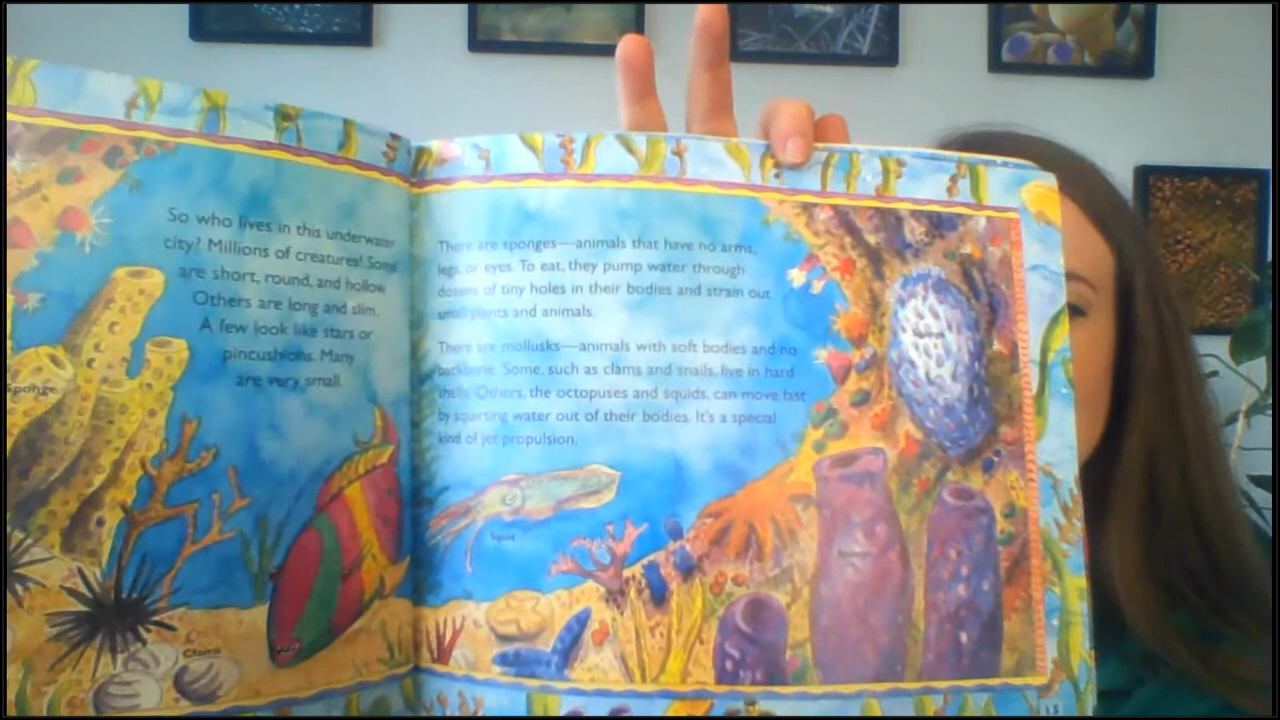 So who lives in this underwater
city? Millions of creatures! Some
are short, round, and hollow.
Others are long and slim.
A few look like stars or
pincushions. Many
are very small.
Sponge
Clams
There are sponges—animals that have no arms,
legs, or eyes. To eat, they pump water through
dozens of tiny holes in their bodies and strain out
small plants and animals.
There are mollusks—animals with soft bodies and no
backbone. Some, such as clams and snails, live in hard
shells. Others, the octopuses and squids, can move fast
by squirting water out of their bodies. It's a special
kind of jet propulsion.
Squid
Sponge
Sponge